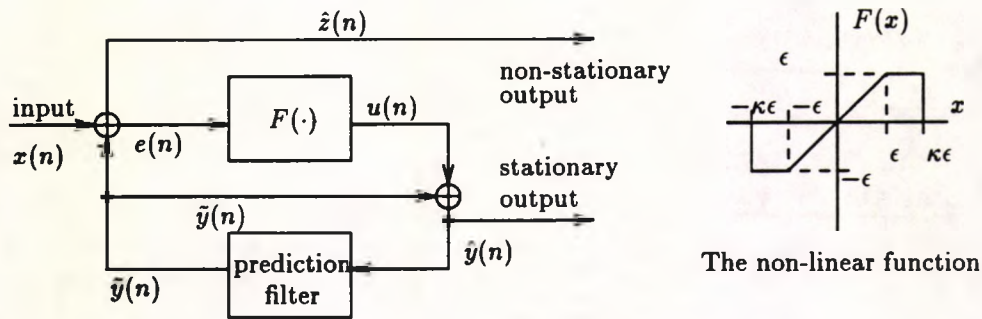 ẑ(n)
non-stationary
output
input
x(n)
e(n)
F(·)
u(n)
stationary
output
ỹ(n)
ŷ(n)
ỹ(n)
prediction
filter
F(x)
ϵ
−κϵ
−ϵ
x
ϵ
κϵ
−ϵ
The non-linear function